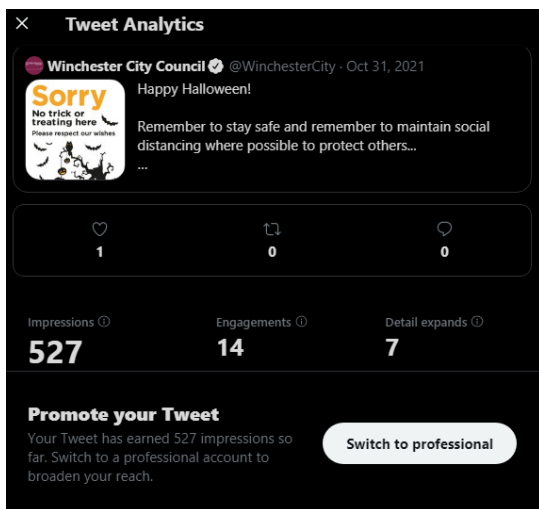 Tweet Analytics
Winchester City Council @WinchesterCity · Oct 31, 2021
Sorry
No trick or
treating here
Please respect our wishes
Happy Halloween!
Remember to stay safe and remember to maintain social
distancing where possible to protect others...
...
1
0
0
Impressions
Engagements
Detail expands
527
14
7
Promote your Tweet
Your Tweet has earned 527 impressions so
far. Switch to a professional account to
broaden your reach.
Switch to professional